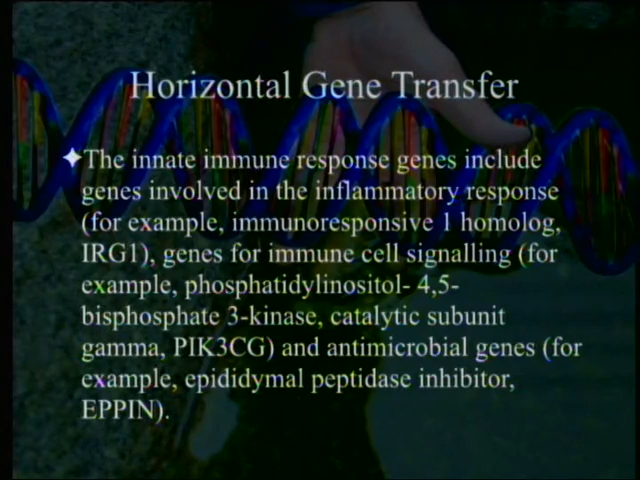 Horizontal Gene Transfer
The innate immune response genes include
genes involved in the inflammatory response
(for example, immunoresponsive 1 homolog,
IRG1), genes for immune cell signalling (for
example, phosphatidylinositol- 4,5-
bisphosphate 3-kinase, catalytic subunit
gamma, PIK3CG) and antimicrobial genes (for
example, epididymal peptidase inhibitor,
EPPIN).